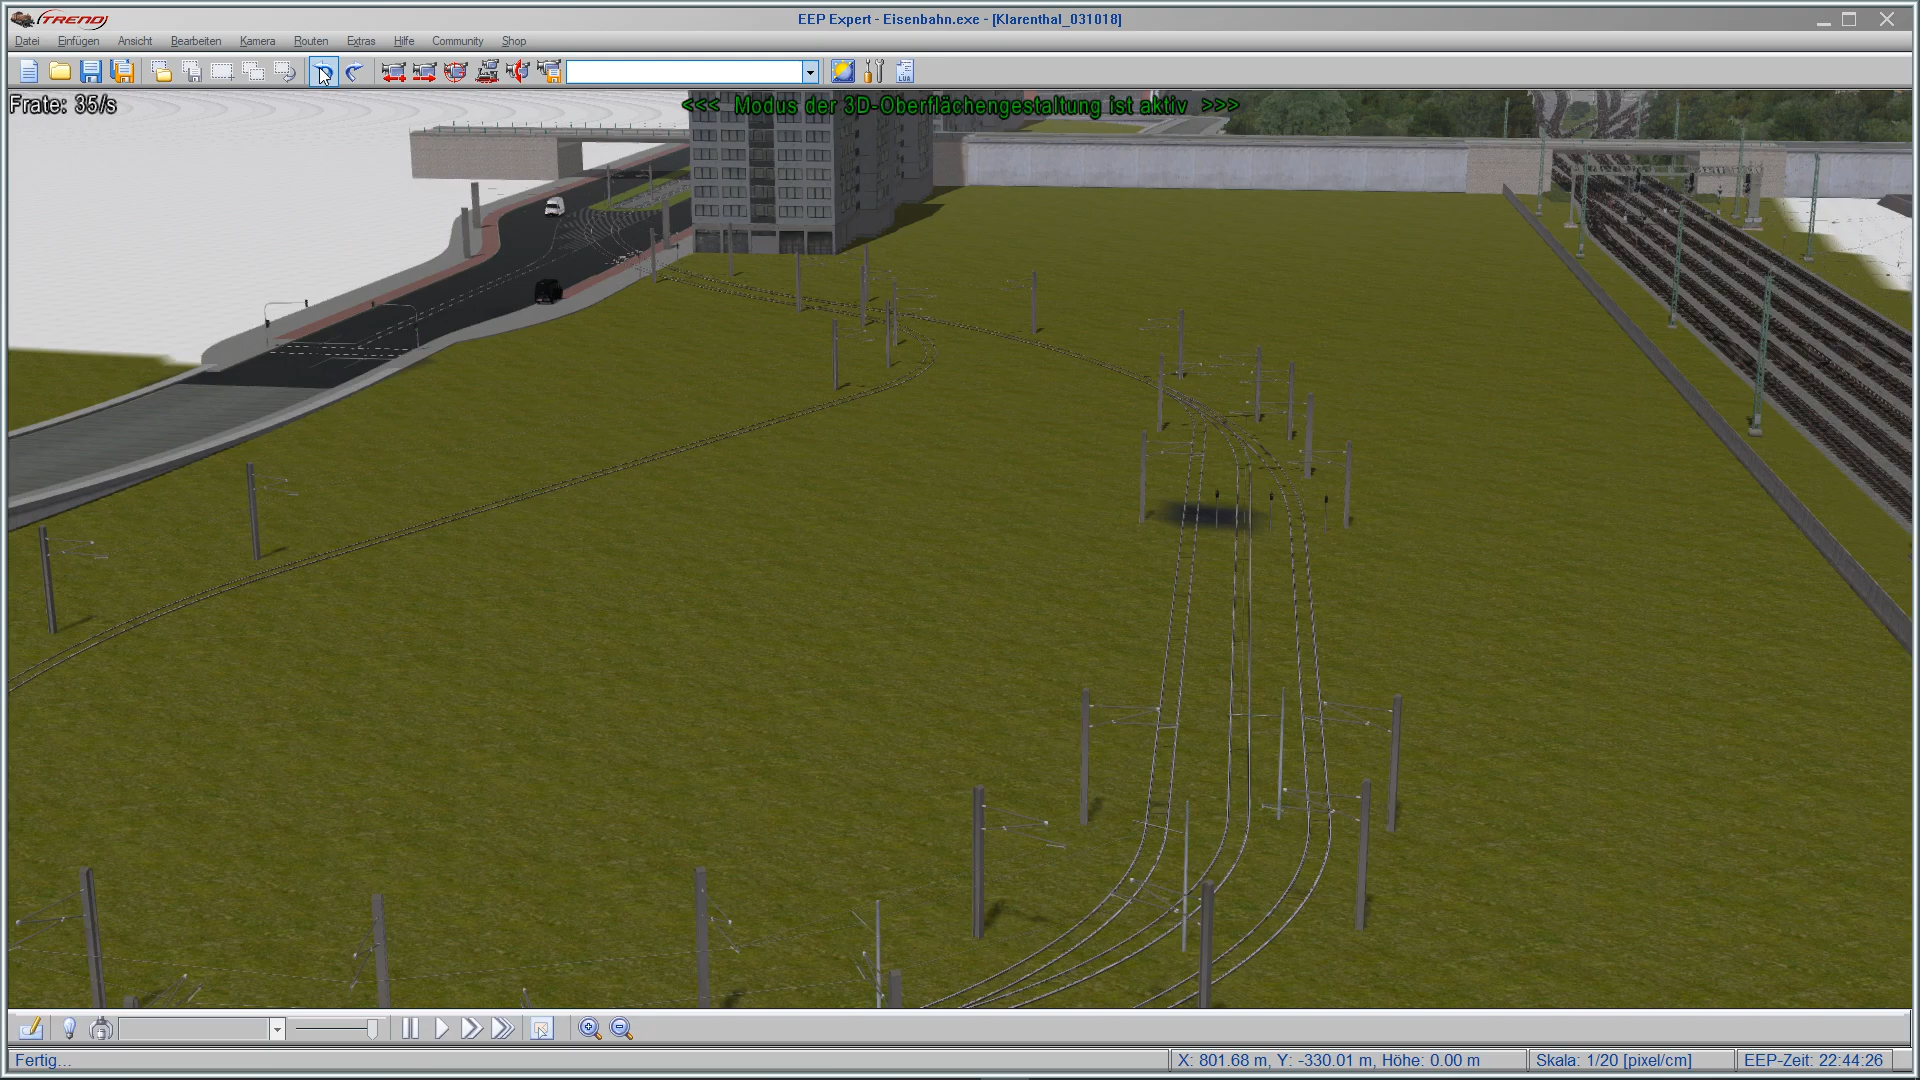 TREND
EEP Expert - Eisenbahn.exe - [Klarenthal_031018]
Datei Einfügen Ansicht Bearbeiten Kamera Routen Extras Hilfe Community Shop
LUA
Frate: 35/s
<<< Modus der 3D-Oberflächengestaltung ist aktiv >>>
Fertig...
X: 801.68 m, Y: -330.01 m, Höhe: 0.00 m
Skala: 1/20 [pixel/cm]
EEP-Zeit: 22:44:26